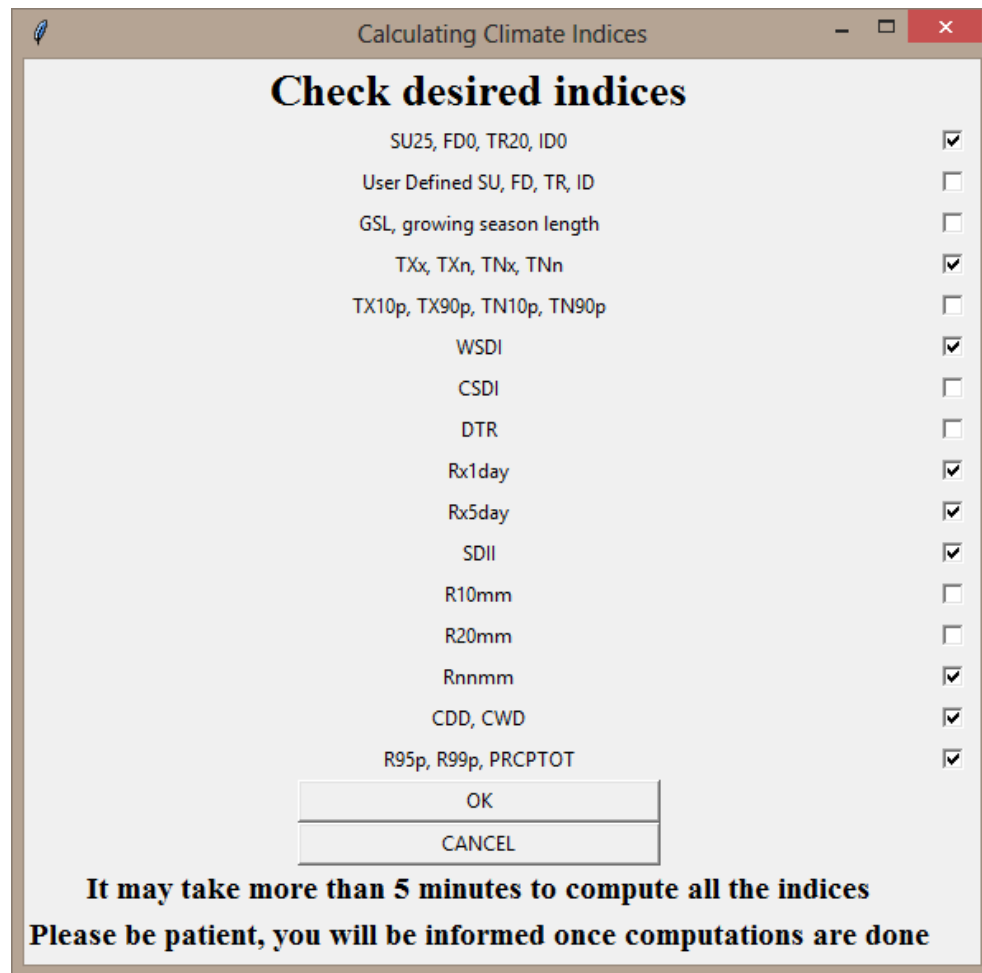 Calculating Climate Indices
Check desired indices
SU25, FD0, TR20, ID0
User Defined SU, FD, TR, ID
GSL, growing season length
TXx, TXn, TNx, TNn
TX10p, TX90p, TN10p, TN90p
WSDI
CSDI
DTR
Rx1day
Rx5day
SDII
R10mm
R20mm
Rnnmm
CDD, CWD
R95p, R99p, PRCPTOT
OK
CANCEL
It may take more than 5 minutes to compute all the indices
Please be patient, you will be informed once computations are done